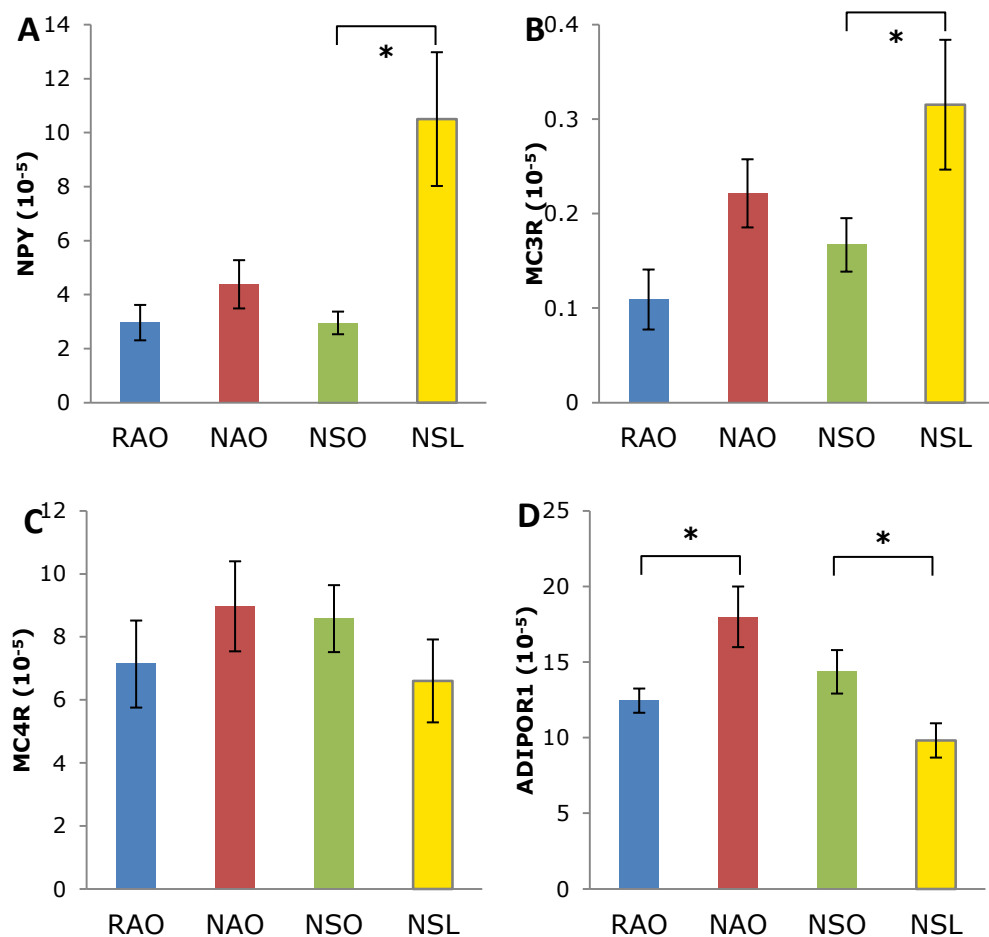 A
14
12
10
8
6
4
2
0
NPY (10⁻⁵)
*
RAO NAO NSO NSL
B
0.4
0.3
0.2
0.1
0
MC3R (10⁻⁵)
*
RAO NAO NSO NSL
C
12
10
8
6
4
2
0
MC4R (10⁻⁵)
RAO NAO NSO NSL
D
25
20
15
10
5
0
ADIPOR1 (10⁻⁵)
* *
RAO NAO NSO NSL